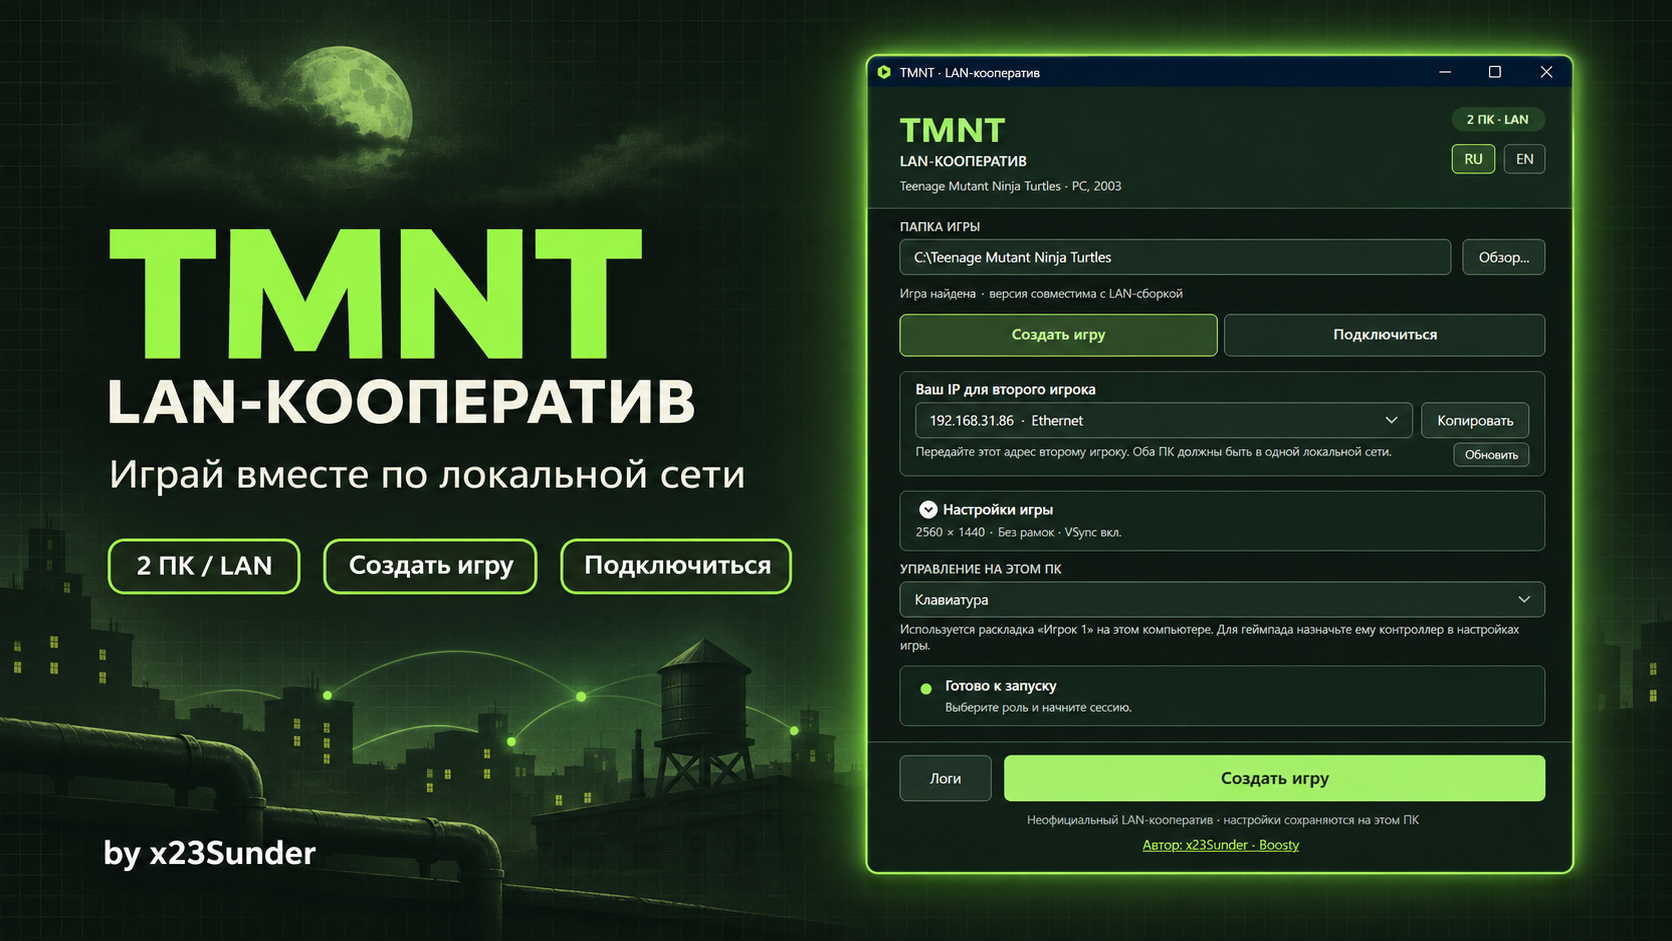 TMNT
LAN-КООПЕРАТИВ
Играй вместе по локальной сети
2 ПК / LAN
Создать игру
Подключиться
by x23Sunder
TMNT · LAN-кооператив
TMNT
2 ПК · LAN
LAN-КООПЕРАТИВ
RU
EN
Teenage Mutant Ninja Turtles · PC, 2003
ПАПКА ИГРЫ
C:\Teenage Mutant Ninja Turtles
Обзор...
Игра найдена · версия совместима с LAN-сборкой
Создать игру
Подключиться
Ваш IP для второго игрока
192.168.31.86 · Ethernet
Копировать
Передайте этот адрес второму игроку. Оба ПК должны быть в одной локальной сети.
Обновить
Настройки игры
2560 × 1440 · Без рамок · VSync вкл.
УПРАВЛЕНИЕ НА ЭТОМ ПК
Клавиатура
Используется раскладка «Игрок 1» на этом компьютере. Для геймпада назначьте ему контроллер в настройках
игры.
Готово к запуску
Выберите роль и начните сессию.
Логи
Создать игру
Неофициальный LAN-кооператив · настройки сохраняются на этом ПК
Автор: x23Sunder · Boosty